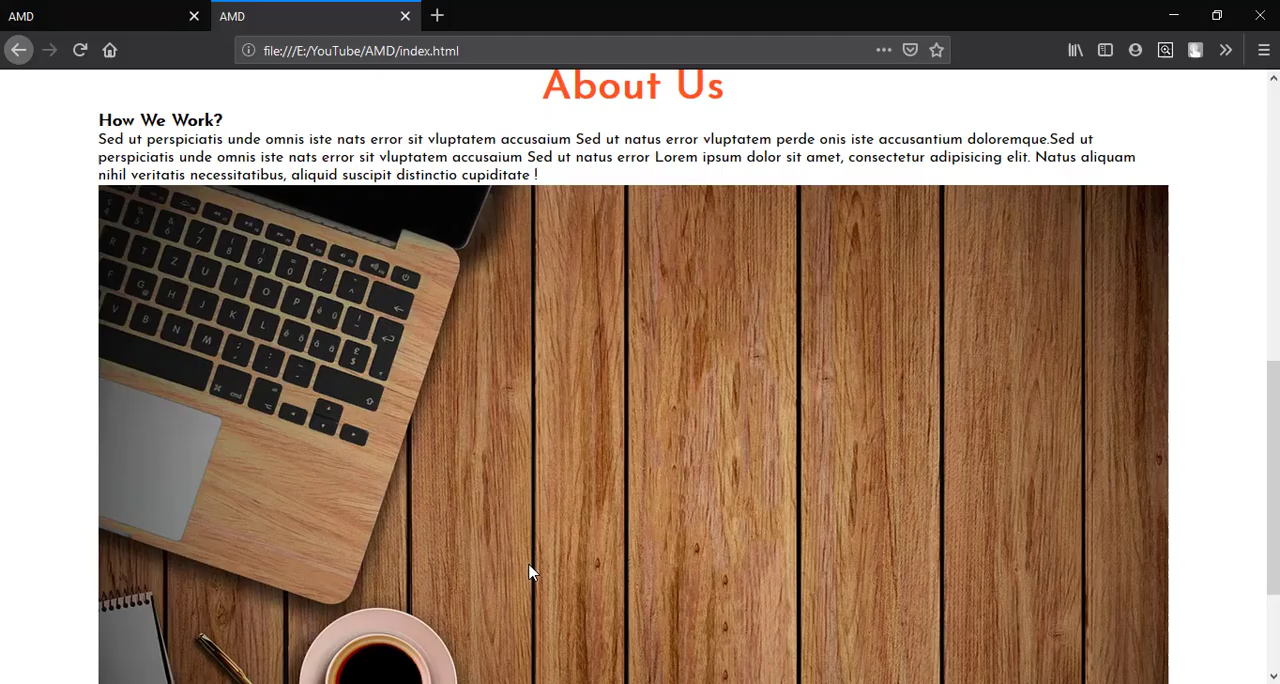 AMD
AMD
file:///E:/YouTube/AMD/index.html
About Us
How We Work?
Sed ut perspiciatis unde omnis iste nats error sit vluptatem accusaium Sed ut natus error vluptatem perde onis iste accusantium doloremque.Sed ut
perspiciatis unde omnis iste nats error sit vluptatem accusaium Sed ut natus error Lorem ipsum dolor sit amet, consectetur adipisicing elit. Natus aliquam
nihil veritatis necessitatibus, aliquid suscipit distinctio cupiditate !